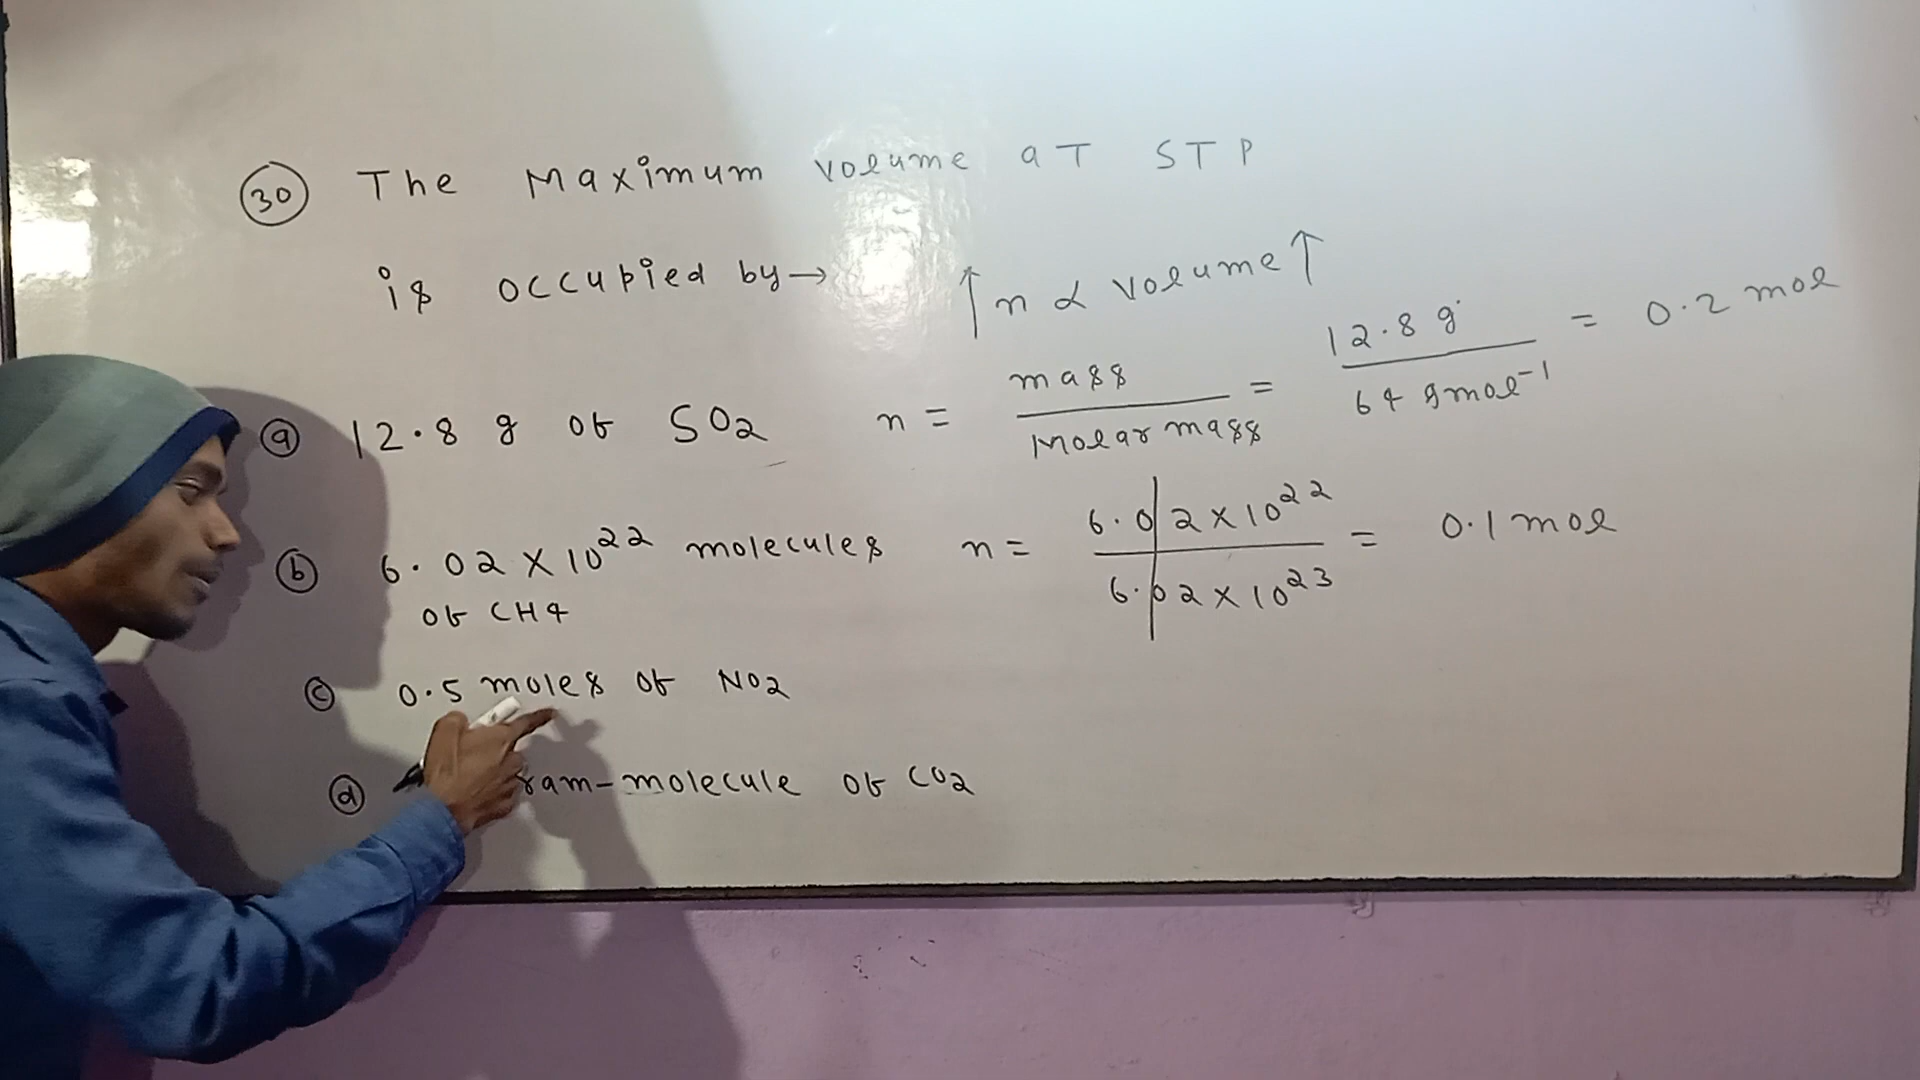 30 The Maximum volume at STP
is occupied by →
↑ n α volume ↑
a 12.8 g of SO2 n = mass / Molar mass = 12.8 g / 64 gmol⁻¹ = 0.2 mol
b 6.02 × 10²² molecules n = 6.02 × 10²² / 6.02 × 10²³ = 0.1 mol
of CH4
c 0.5 moles of NO2
d molecule of CO2